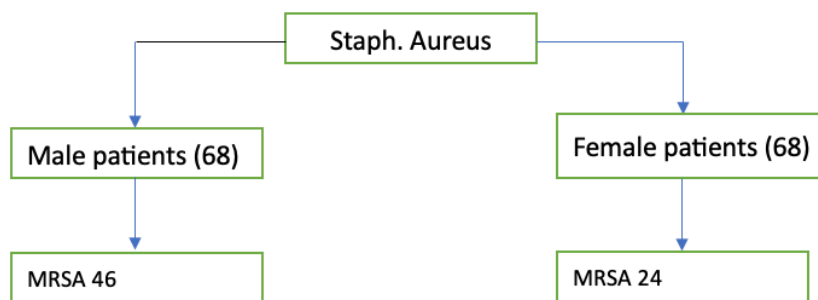 Staph. Aureus
Male patients (68)
Female patients (68)
MRSA 46
MRSA 24